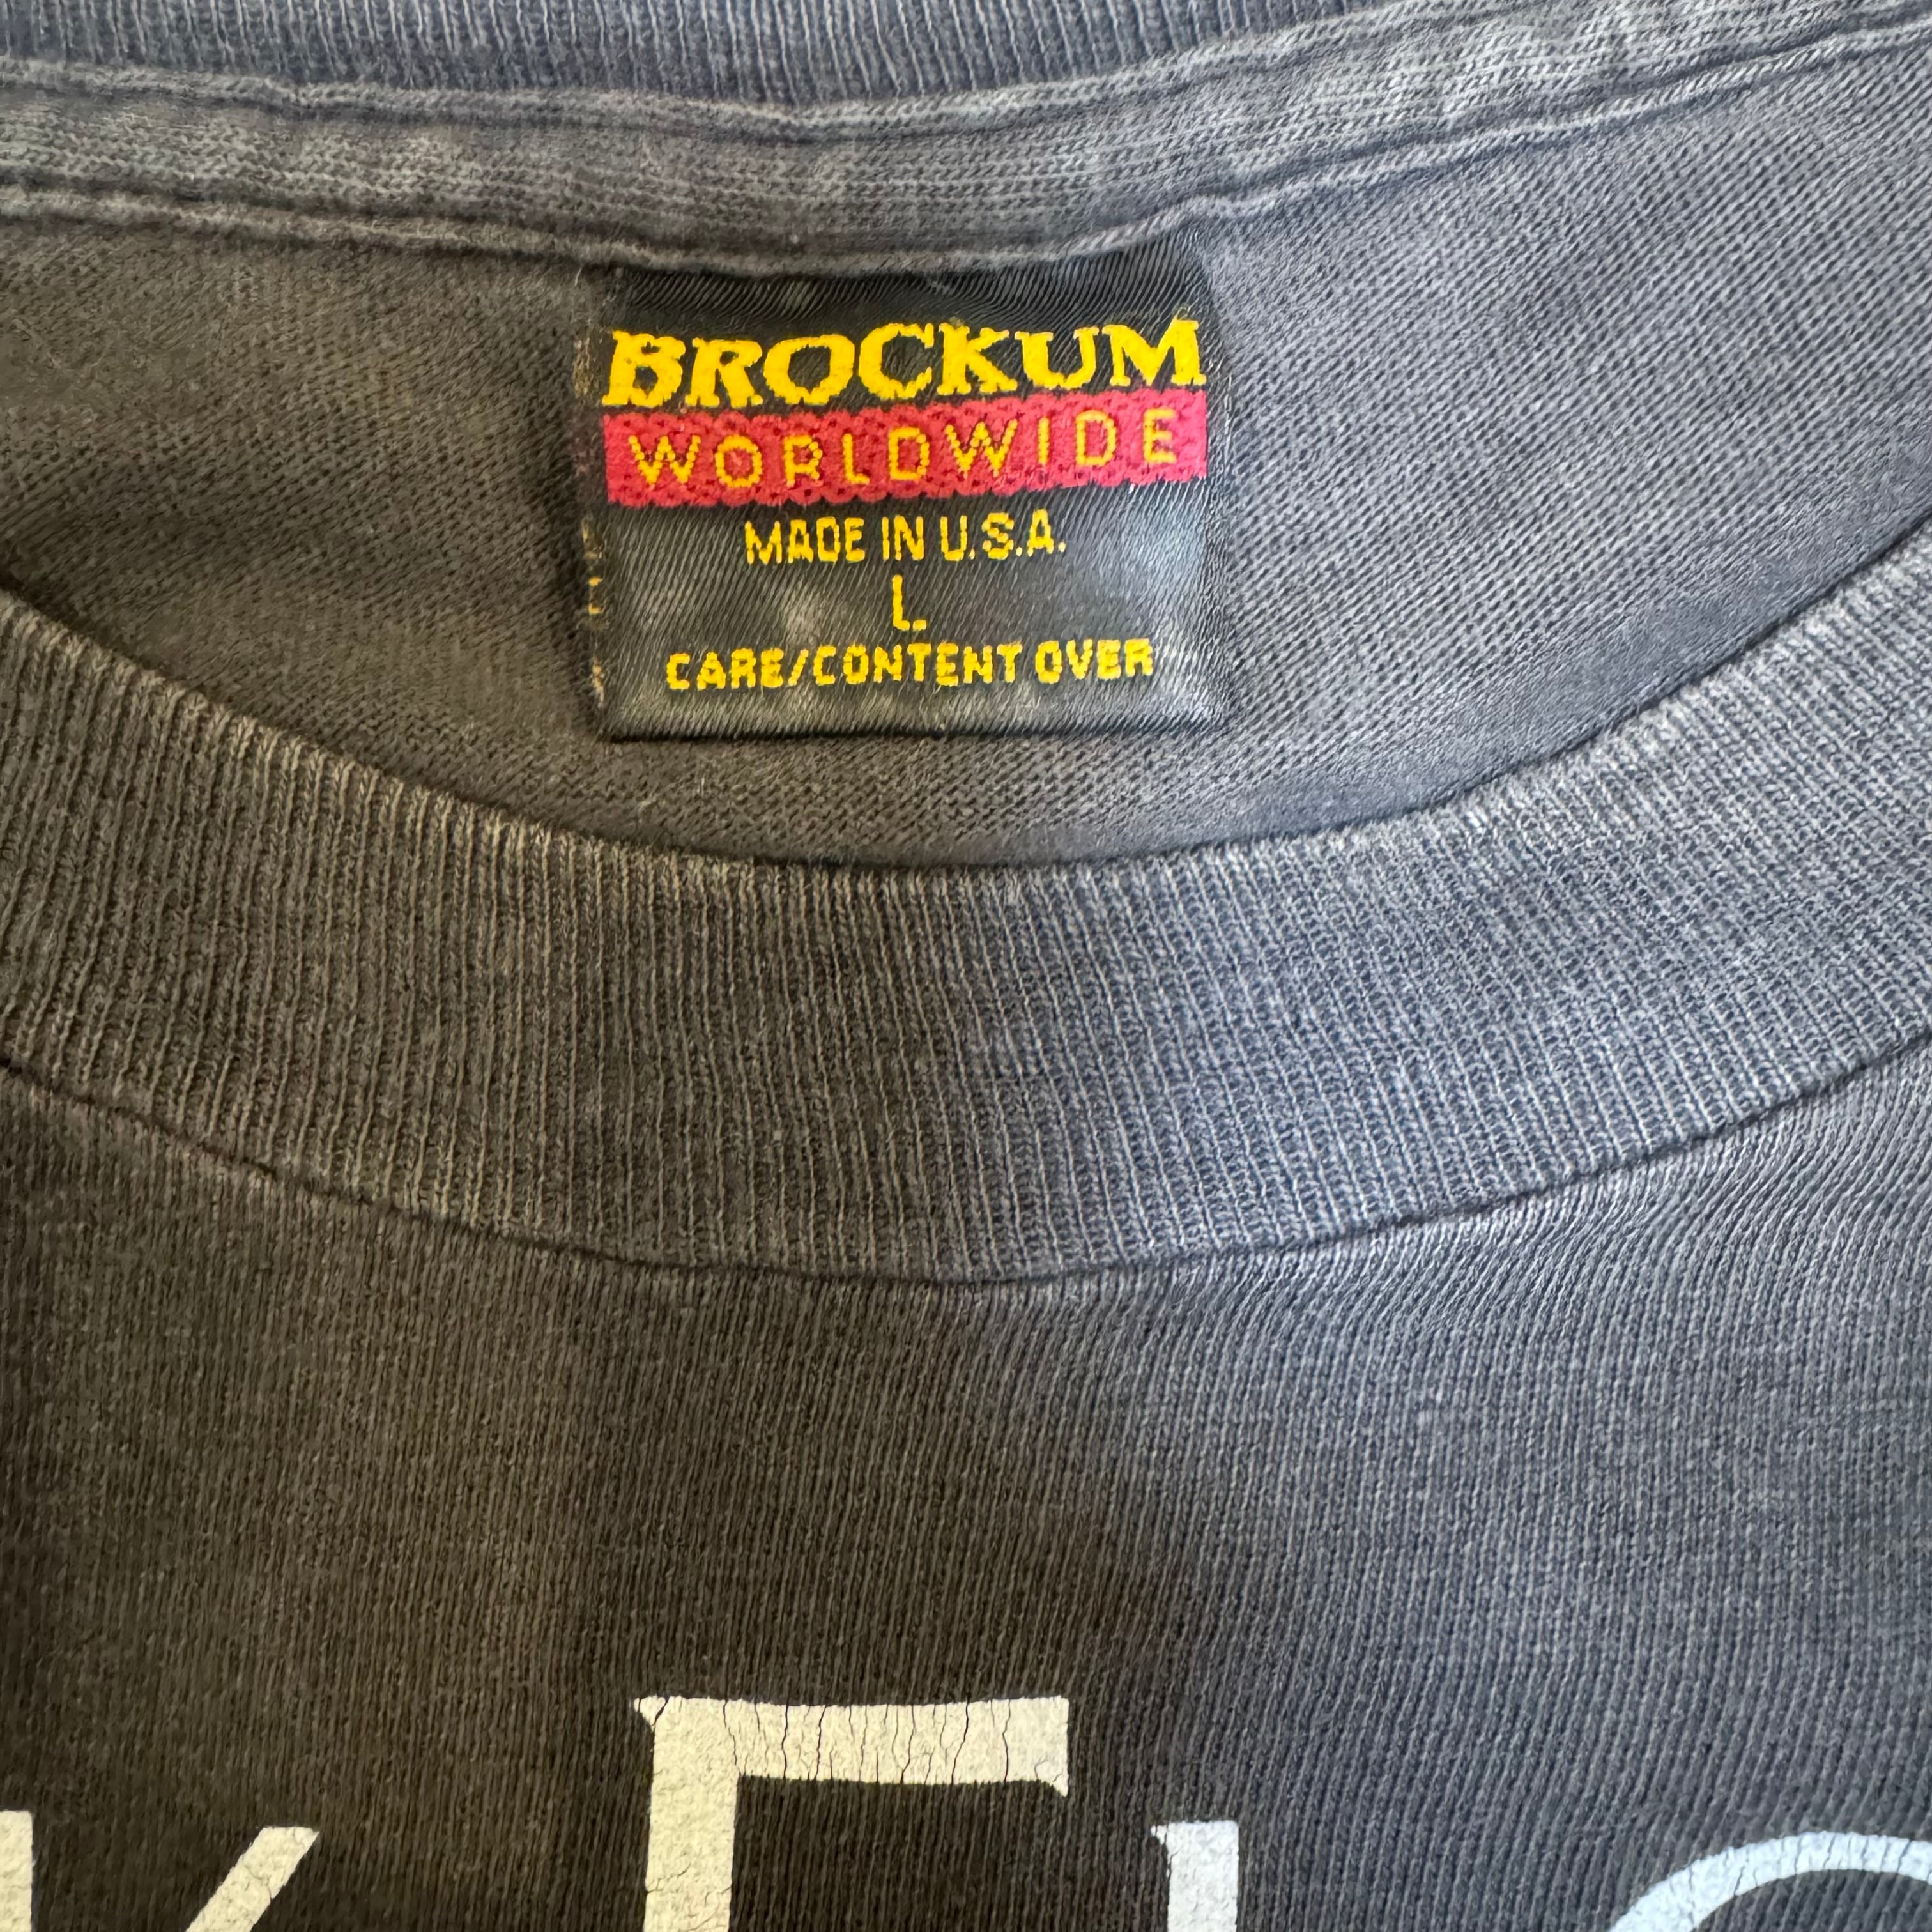 BROCKUM
WORLDWIDE
MADE IN U.S.A.
L.
CARE/CONTENT OVER